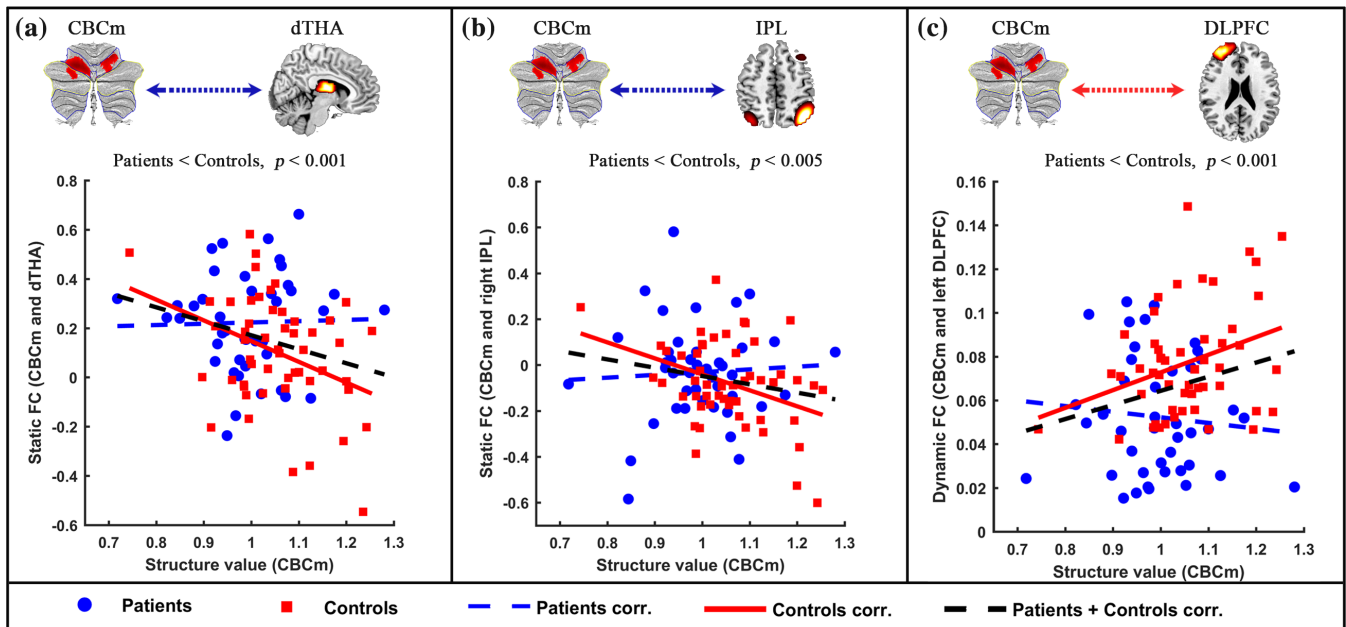 (a) CBCm dTHA
Patients < Controls, p < 0.001
0.8
0.6
0.4
0.2
0
-0.2
-0.4
-0.6
Static FC (CBCm and dTHA)
0.7 0.8 0.9 1 1.1 1.2 1.3
Structure value (CBCm)
(b) CBCm IPL
Patients < Controls, p < 0.005
0.8
0.6
0.4
0.2
0
-0.2
-0.4
-0.6
Static FC (CBCm and right IPL)
0.7 0.8 0.9 1 1.1 1.2 1.3
Structure value (CBCm)
(c) CBCm DLPFC
Patients < Controls, p < 0.001
0.16
0.14
0.12
0.1
0.08
0.06
0.04
0.02
0
Dynamic FC (CBCm and left DLPFC)
0.7 0.8 0.9 1 1.1 1.2 1.3
Structure value (CBCm)
Patients Controls Patients corr. Controls corr. Patients + Controls corr.